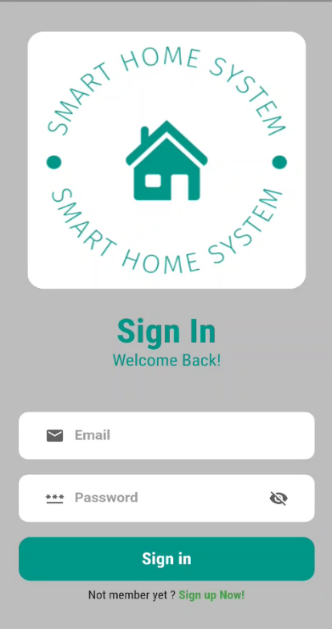 SMART HOME SYSTEM
SMART HOME SYSTEM
Sign In
Welcome Back!
Email
Password
Sign in
Not member yet ? Sign up Now!